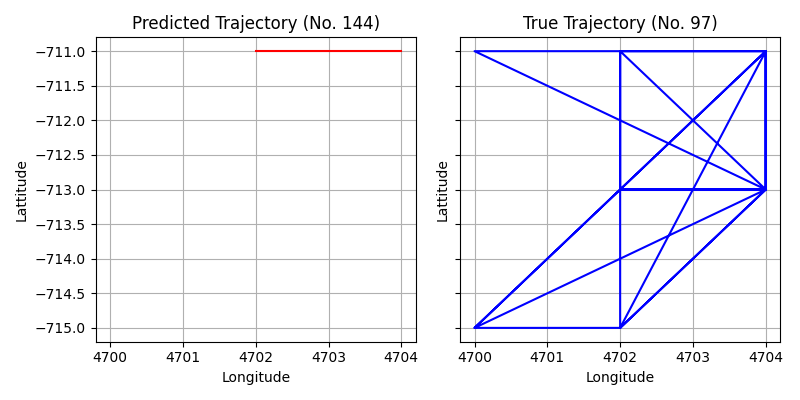 Predicted Trajectory (No. 144)
True Trajectory (No. 97)
−711.0
−711.5
−712.0
−712.5
−713.0
−713.5
−714.0
−714.5
−715.0
Lattitude
Lattitude
4700 4701 4702 4703 4704
4700 4701 4702 4703 4704
Longitude
Longitude